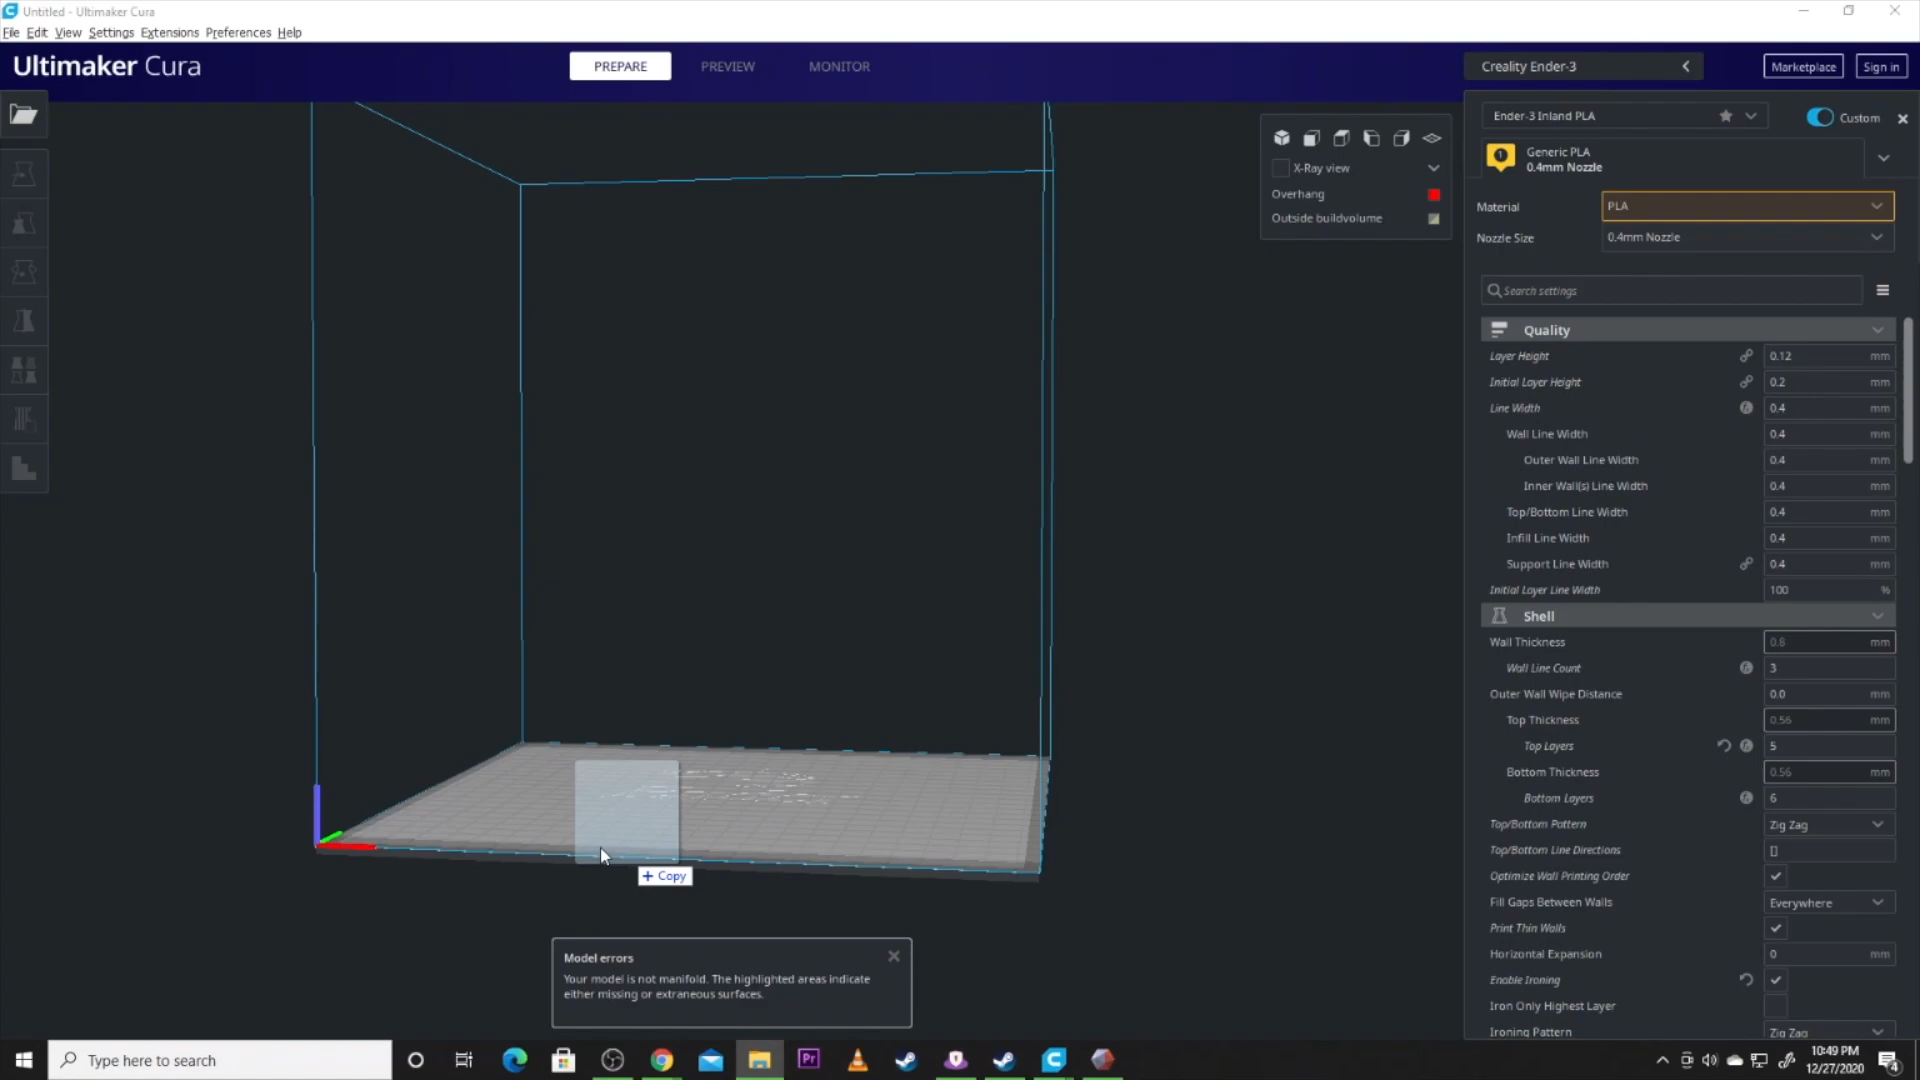 Untitled - Ultimaker Cura
File Edit View Settings Extensions Preferences Help
Ultimaker Cura
PREPARE
PREVIEW
MONITOR
Creality Ender-3
Marketplace
Sign in
Ender-3 Inland PLA
Custom
1
Generic PLA
0.4mm Nozzle
Material PLA
Nozzle Size 0.4mm Nozzle
X-Ray view
Overhang
Outside buildvolume
Search settings
Quality
Layer Height 0.12 mm
Initial Layer Height 0.2 mm
Line Width 0.4 mm
Wall Line Width 0.4 mm
Outer Wall Line Width 0.4 mm
Inner Wall(s) Line Width 0.4 mm
Top/Bottom Line Width 0.4 mm
Infill Line Width 0.4 mm
Support Line Width 0.4 mm
Initial Layer Line Width 100 %
Shell
Wall Thickness 0.8 mm
Wall Line Count 3
Outer Wall Wipe Distance 0.0 mm
Top Thickness 0.56 mm
Top Layers 5
Bottom Thickness 0.56 mm
Bottom Layers 6
Top/Bottom Pattern Zig Zag
Top/Bottom Line Directions []
Optimize Wall Printing Order
Fill Gaps Between Walls Everywhere
Print Thin Walls
Horizontal Expansion 0 mm
Enable Ironing
Iron Only Highest Layer
Ironing Pattern Zig Zag
+ Copy
Model errors
Your model is not manifold. The highlighted areas indicate
either missing or extraneous surfaces.
Type here to search
Pr
10:49 PM
12/27/2020
4